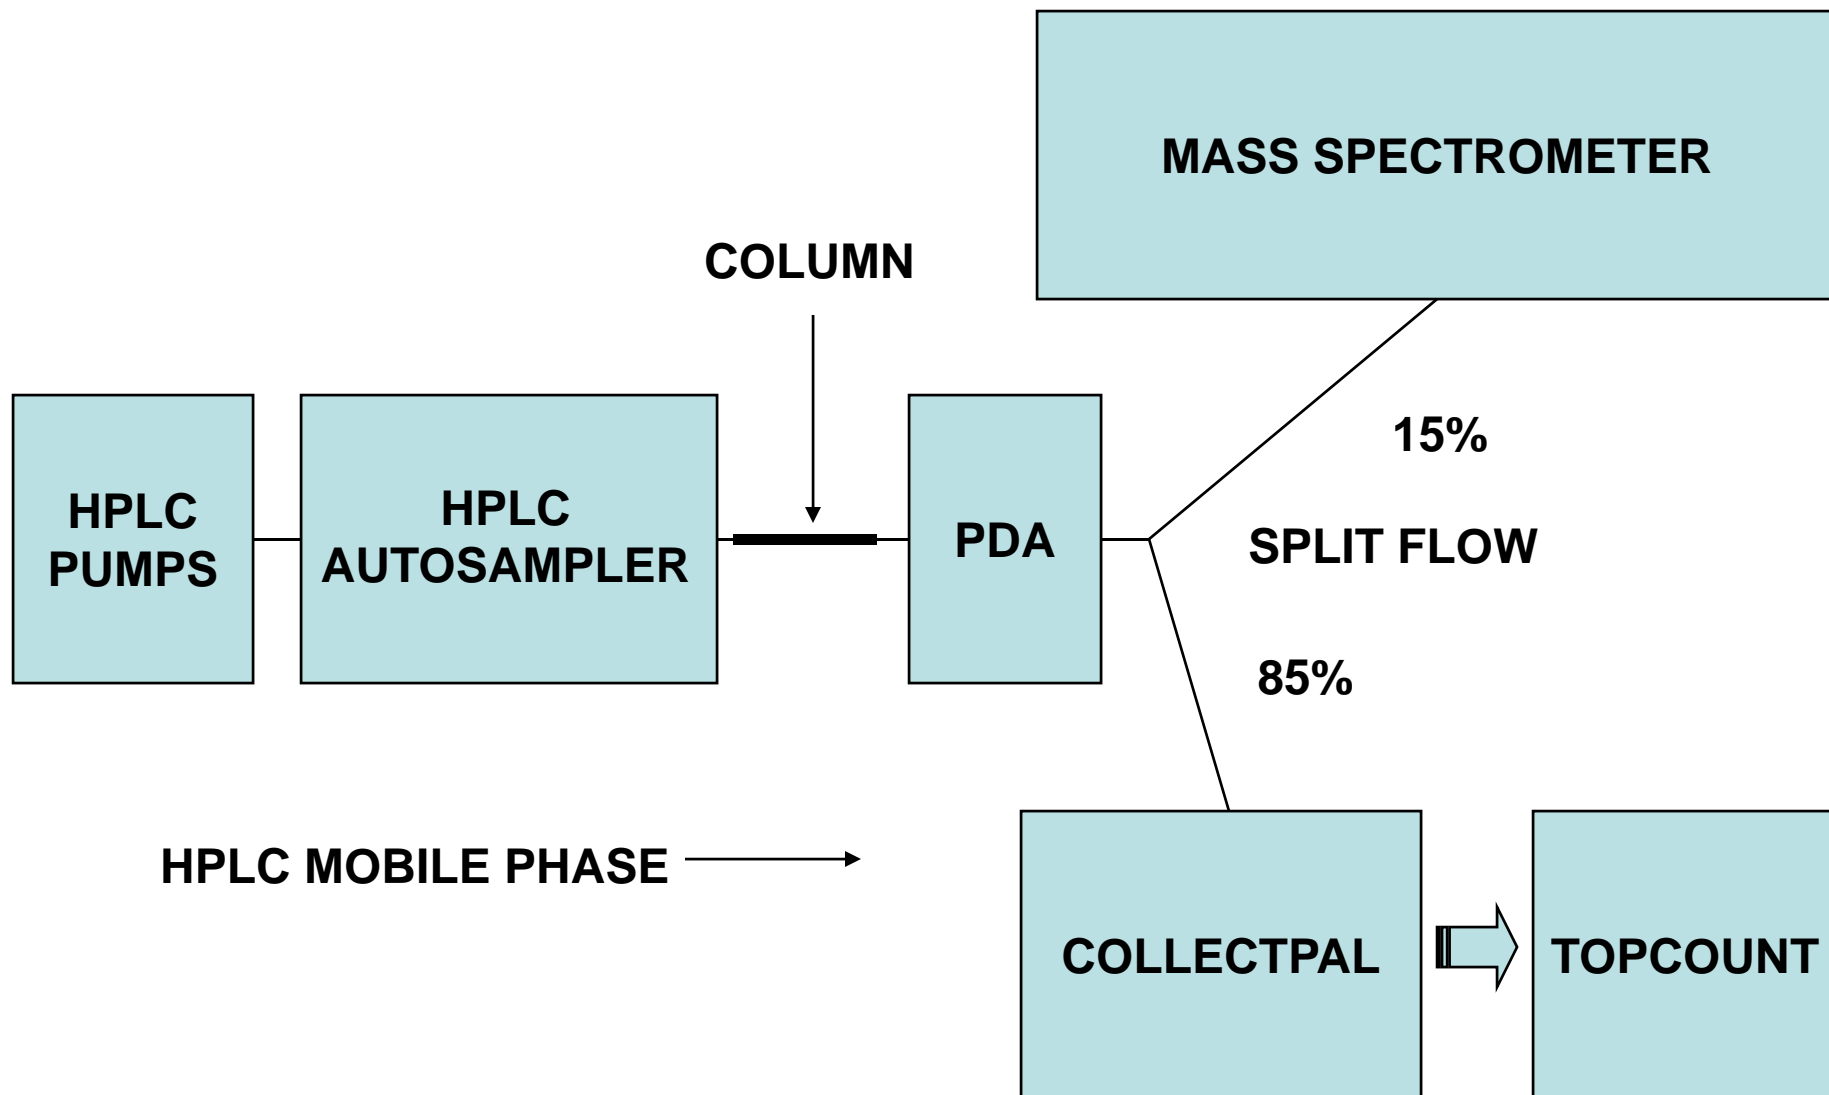 MASS SPECTROMETER
COLUMN
15%
HPLC
PUMPS
HPLC
AUTOSAMPLER
PDA
SPLIT FLOW
85%
HPLC MOBILE PHASE
COLLECTPAL
TOPCOUNT